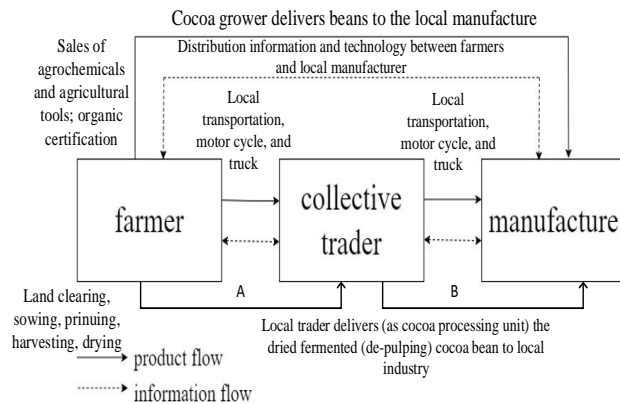 Cocoa grower delivers beans to the local manufacture
Sales of
agrochemicals
and agricultural
tools; organic
certification
Distribution information and technology between farmers
and local manufacturer
Local
transportation,
motor cycle, and
truck
Local
transportation,
motor cycle, and
truck
farmer
collective
trader
manufacture
A
B
Land clearing,
sowing, prinuing,
harvesting, drying
Local trader delivers (as cocoa processing unit) the
dried fermented (de-pulping) cocoa bean to local
industry
product flow
information flow